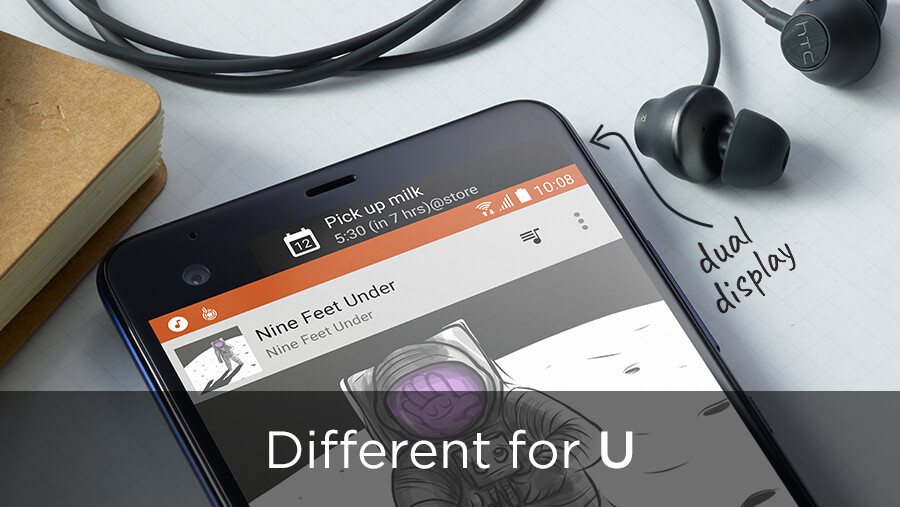 hTC
R
Pick up milk
5:30 (in 7 hrs)@store
12
10:08
dual
display
Nine Feet Under
Nine Feet Under
Different for U